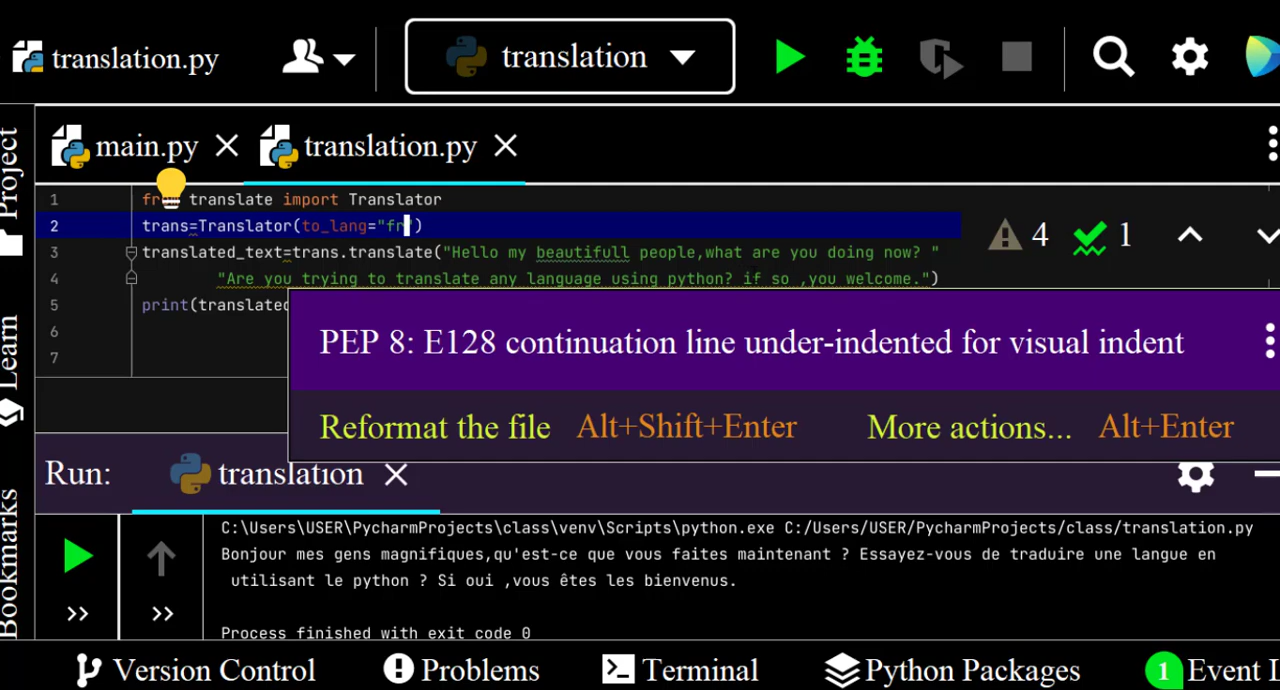 translation.py translation
Project
main.py translation.py
1 from translate import Translator
2 trans=Translator(to_lang="fr")
3 translated_text=trans.translate("Hello my beautifull people,what are you doing now? "
4 "Are you trying to translate any language using python? if so ,you welcome.")
5 print(translated
6
7
4 1
PEP 8: E128 continuation line under-indented for visual indent
Reformat the file Alt+Shift+Enter More actions... Alt+Enter
Learn
Bookmarks
Run: translation
C:\Users\USER\PycharmProjects\class\venv\Scripts\python.exe C:/Users/USER/PycharmProjects/class/translation.py
Bonjour mes gens magnifiques,qu'est-ce que vous faites maintenant ? Essayez-vous de traduire une langue en
utilisant le python ? Si oui ,vous êtes les bienvenus.
Process finished with exit code 0
Version Control Problems Terminal Python Packages 1 Event